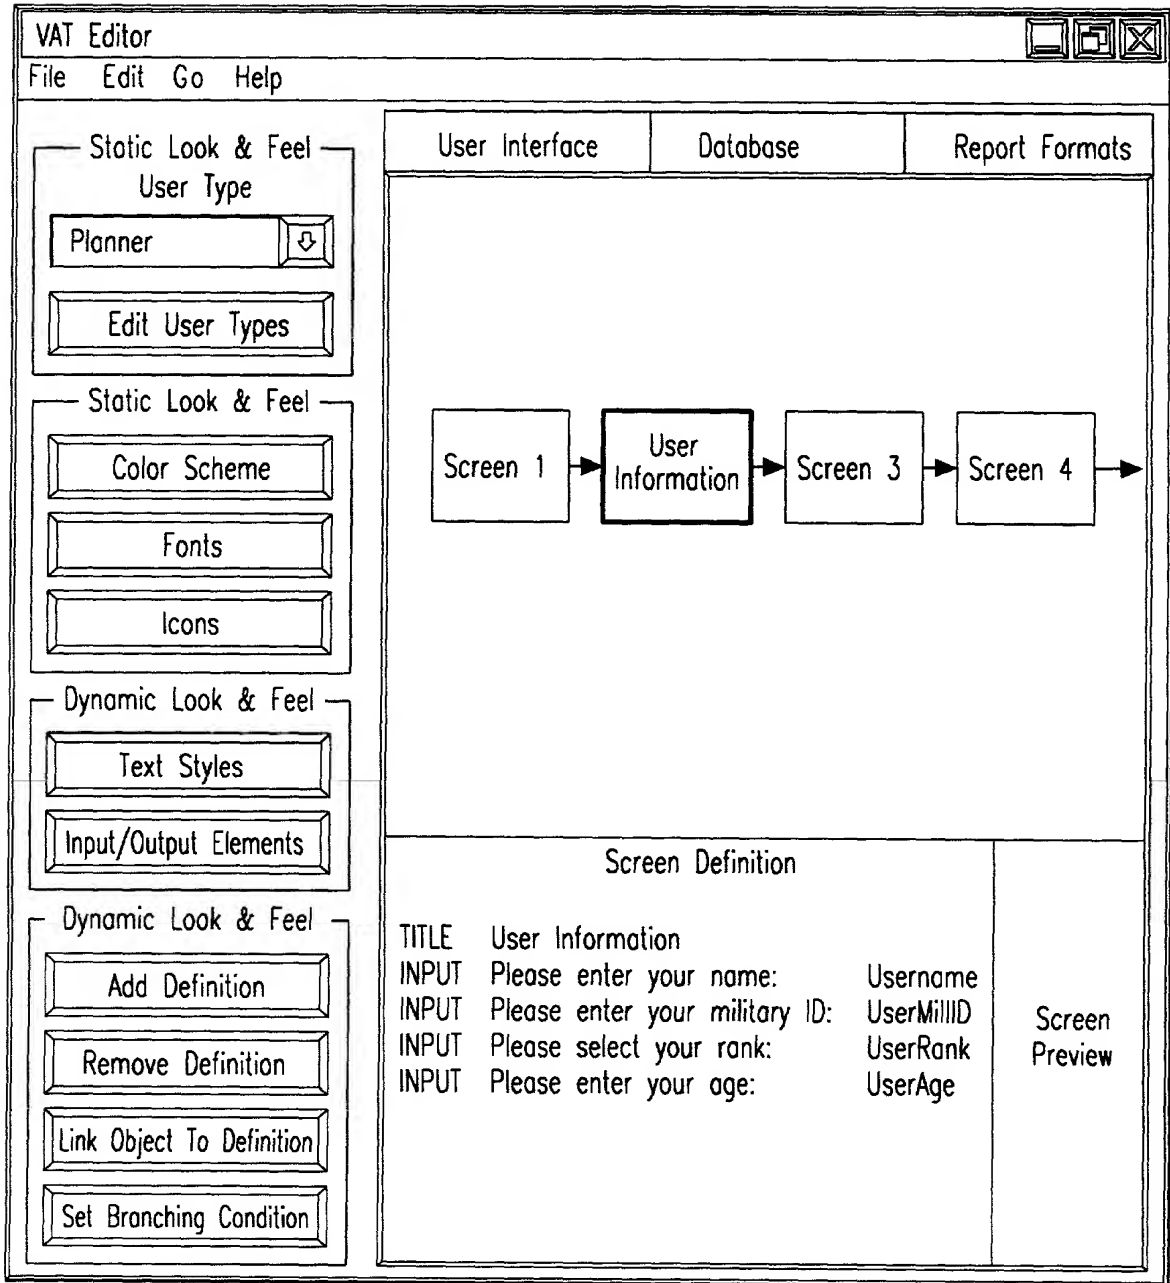 VAT Editor
File Edit Go Help
Static Look & Feel
User Type
Planner
Edit User Types
Static Look & Feel
Color Scheme
Fonts
Icons
Dynamic Look & Feel
Text Styles
Input/Output Elements
Dynamic Look & Feel
Add Definition
Remove Definition
Link Object To Definition
Set Branching Condition
User Interface Database Report Formats
Screen 1
User
Information
Screen 3
Screen 4
Screen Definition
TITLE User Information
INPUT Please enter your name: Username
INPUT Please enter your military ID: UserMilIID
INPUT Please select your rank: UserRank
INPUT Please enter your age: UserAge
Screen
Preview